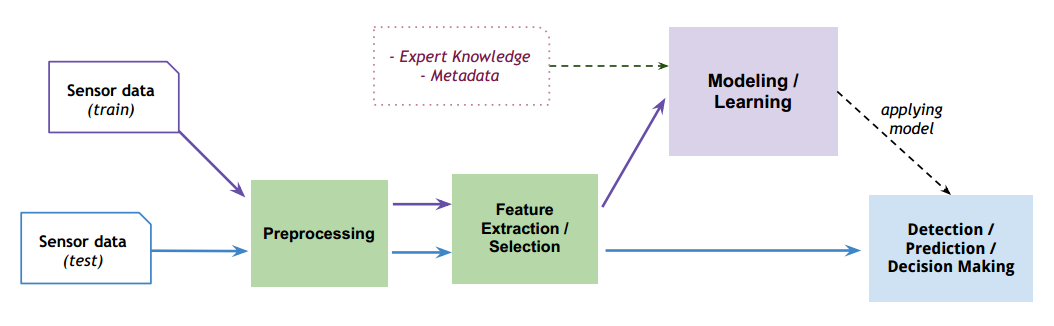 - Expert Knowledge
- Metadata
Modeling /
Learning
Sensor data
(train)
applying
model
Preprocessing
Feature
Extraction /
Selection
Sensor data
(test)
Detection /
Prediction /
Decision Making